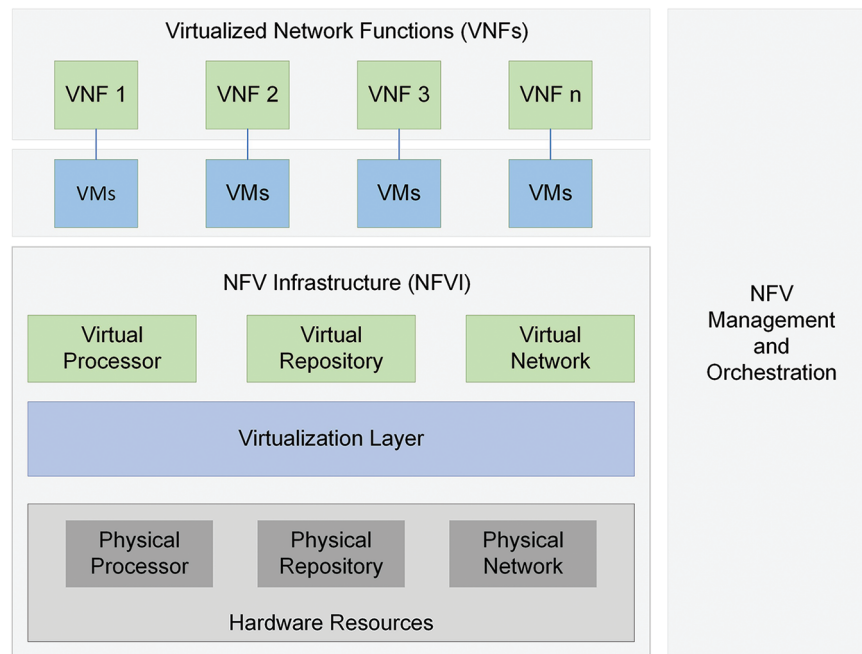 Virtualized Network Functions (VNFs)
VNF 1
VNF 2
VNF 3
VNF n
VMs
VMs
VMs
VMs
NFV Infrastructure (NFVI)
Virtual
Processor
Virtual
Repository
Virtual
Network
Virtualization Layer
Physical
Processor
Physical
Repository
Physical
Network
Hardware Resources
NFV
Management
and
Orchestration